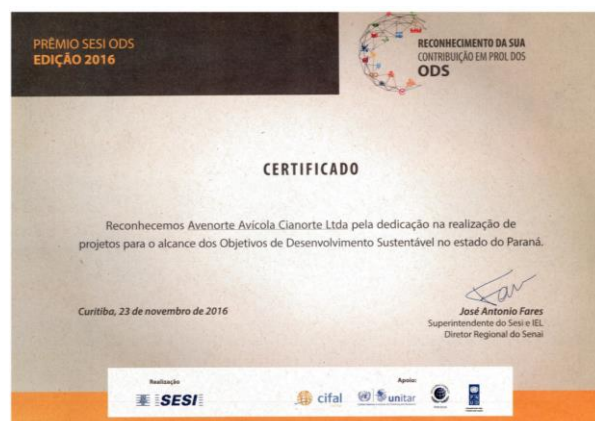 PRÊMIO SESI ODS
EDIÇÃO 2016
RECONHECIMENTO DA SUA
CONTRIBUIÇÃO EM PROL DOS
ODS
CERTIFICADO
Reconhecemos Avenorte Avícola Cianorte Ltda pela dedicação na realização de
projetos para o alcance dos Objetivos de Desenvolvimento Sustentável no estado do Paraná.
Curitiba, 23 de novembro de 2016
José Antonio Fares
Superintendente do Sesi e IEL
Diretor Regional do Senai
Realização
Apoio:
SESI
cifal
unitar